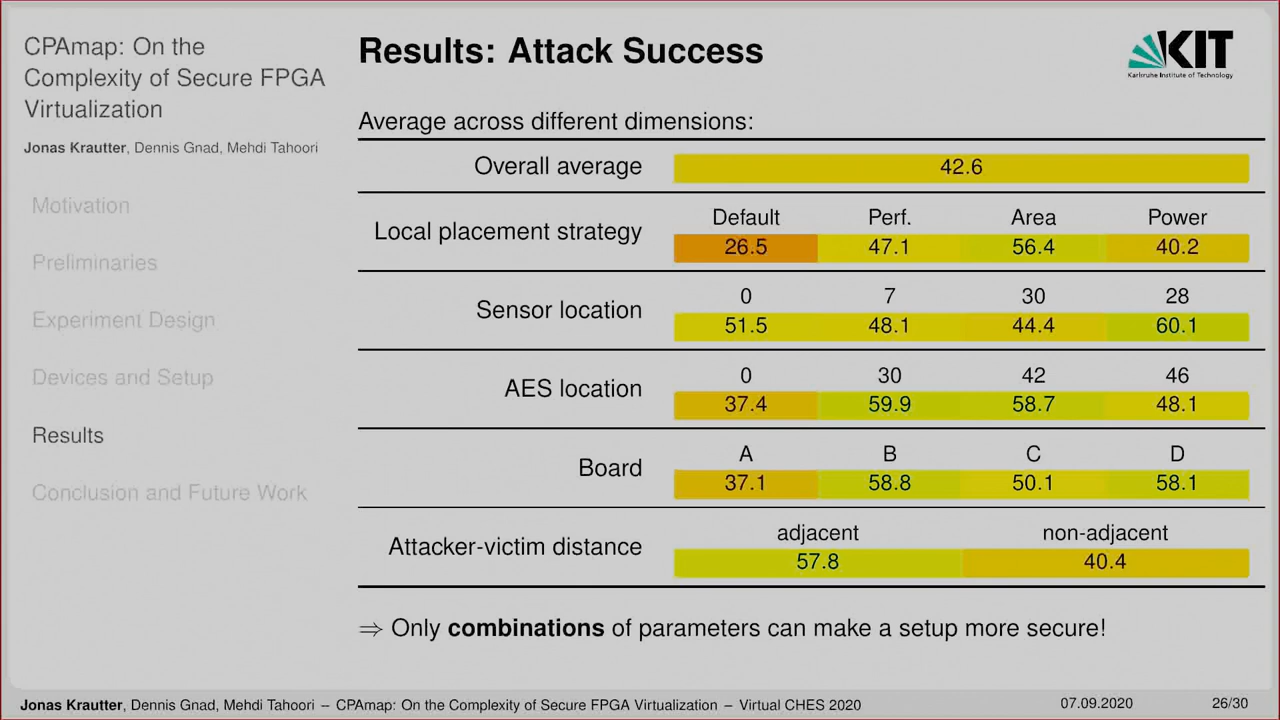 CPAmap: On the
Complexity of Secure FPGA
Virtualization
Jonas Krautter, Dennis Gnad, Mehdi Tahoori
Motivation
Preliminaries
Experiment Design
Devices and Setup
Results
Conclusion and Future Work
Results: Attack Success
KIT
Karlsruhe Institute of Technology
Average across different dimensions:
Overall average 42.6
Default Perf. Area Power
Local placement strategy 26.5 47.1 56.4 40.2
0 7 30 28
Sensor location 51.5 48.1 44.4 60.1
0 30 42 46
AES location 37.4 59.9 58.7 48.1
A B C D
Board 37.1 58.8 50.1 58.1
adjacent non-adjacent
Attacker-victim distance 57.8 40.4
⇒ Only combinations of parameters can make a setup more secure!
Jonas Krautter, Dennis Gnad, Mehdi Tahoori – CPAmap: On the Complexity of Secure FPGA Virtualization – Virtual CHES 2020 07.09.2020 26/30